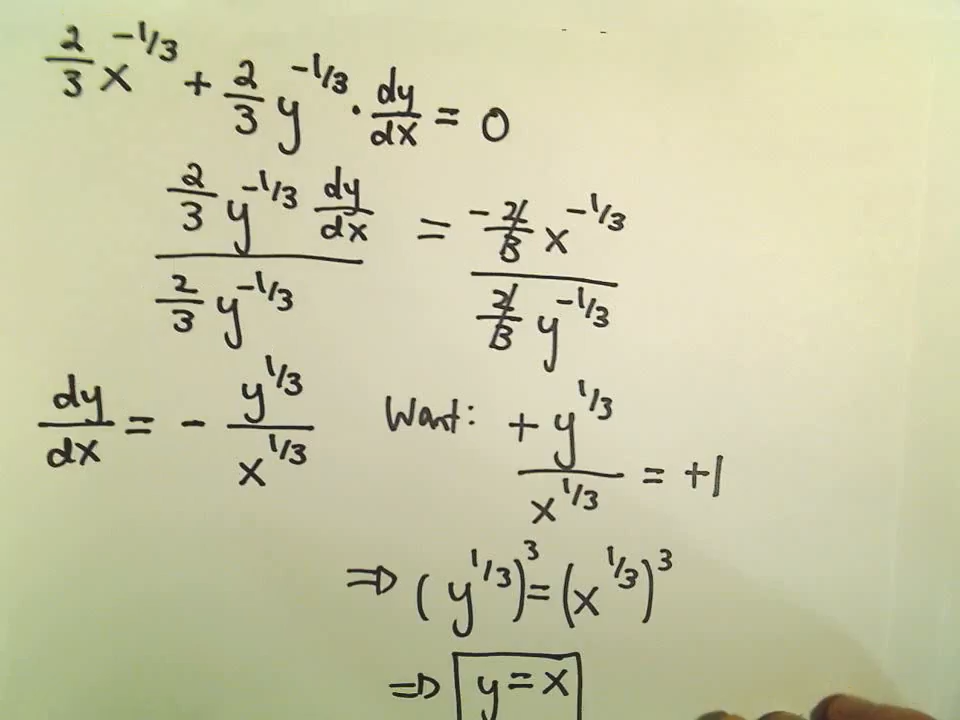 2/3 x^(-1/3) + 2/3 y^(-1/3) · dy/dx = 0
(2/3 y^(-1/3) dy/dx) / (2/3 y^(-1/3)) = (-2/3 x^(-1/3)) / (2/3 y^(-1/3))
dy/dx = - y^(1/3) / x^(1/3)
Want: + y^(1/3) / x^(1/3) = +1
⇒ (y^(1/3))^3 = (x^(1/3))^3
⇒ y = x